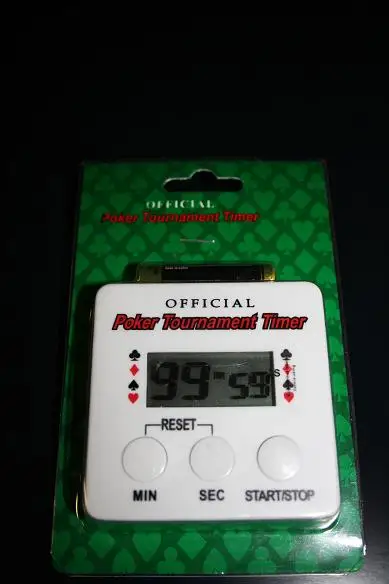 OFFICIAL
Poker Tournament Timer
OFFICIAL
Poker Tournament Timer
99 M 59 S
RESET
MIN SEC START/STOP